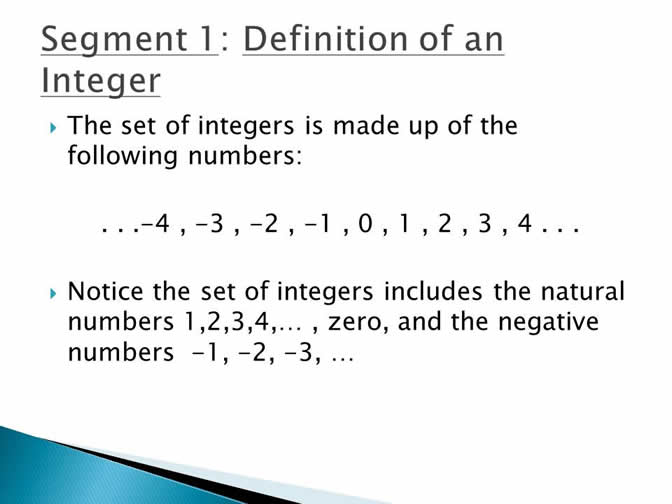 Segment 1: Definition of an
Integer
The set of integers is made up of the
following numbers:
. . .-4 , -3 , -2 , -1 , 0 , 1 , 2 , 3 , 4 . . .
Notice the set of integers includes the natural
numbers 1,2,3,4,... , zero, and the negative
numbers -1, -2, -3, ...